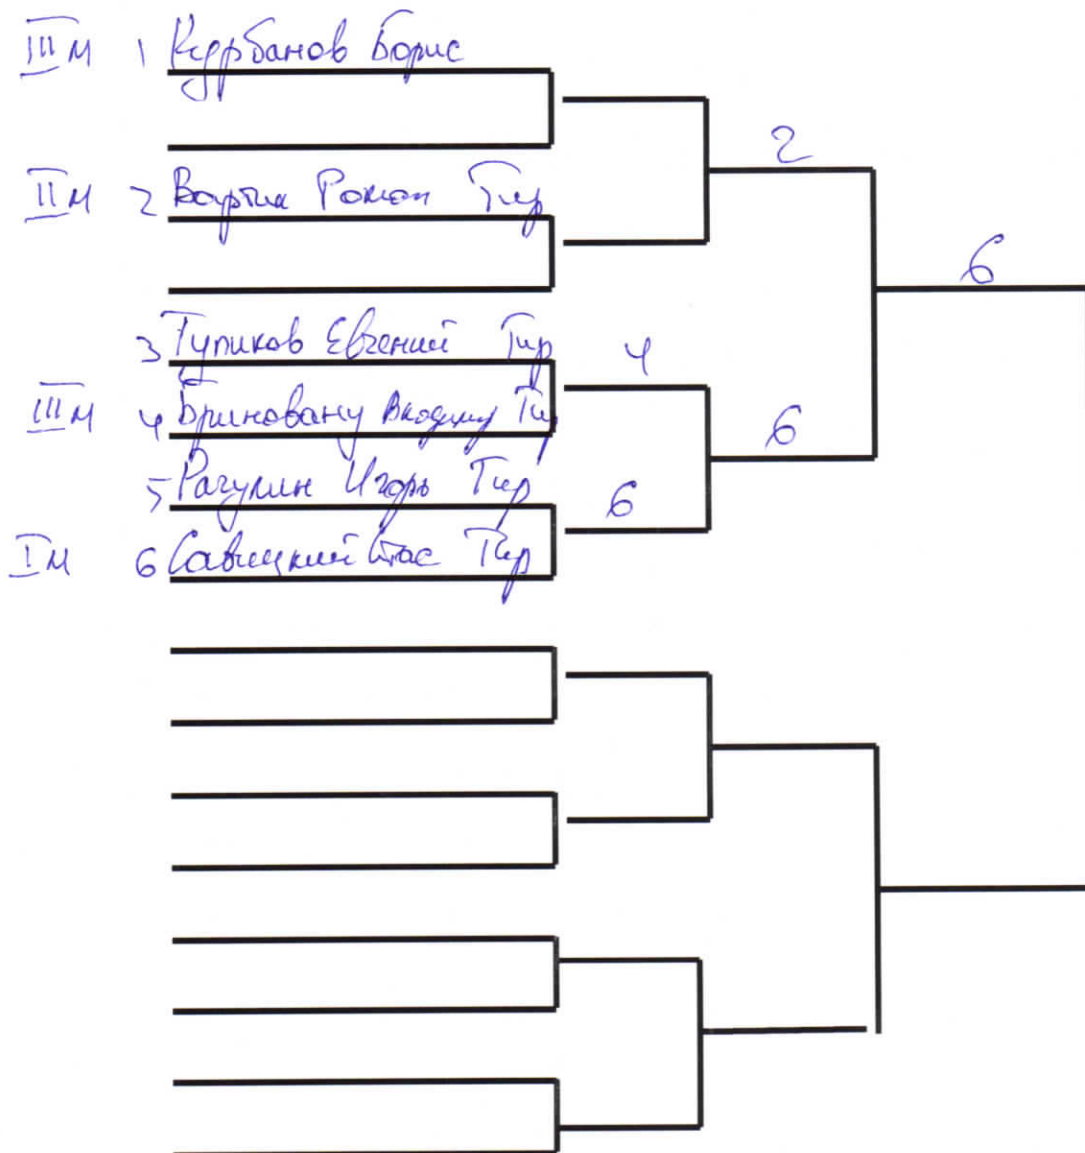 III м 1 Курбанов Борис
2
II м 2 Вартик Роман Тир
6
3 Тупиков Евгений Тир 4
III м 4 Бриновану Владимир Тир
6
5 Рагулин Игорь Тир 6
I м 6 Савицкий Стас Тир